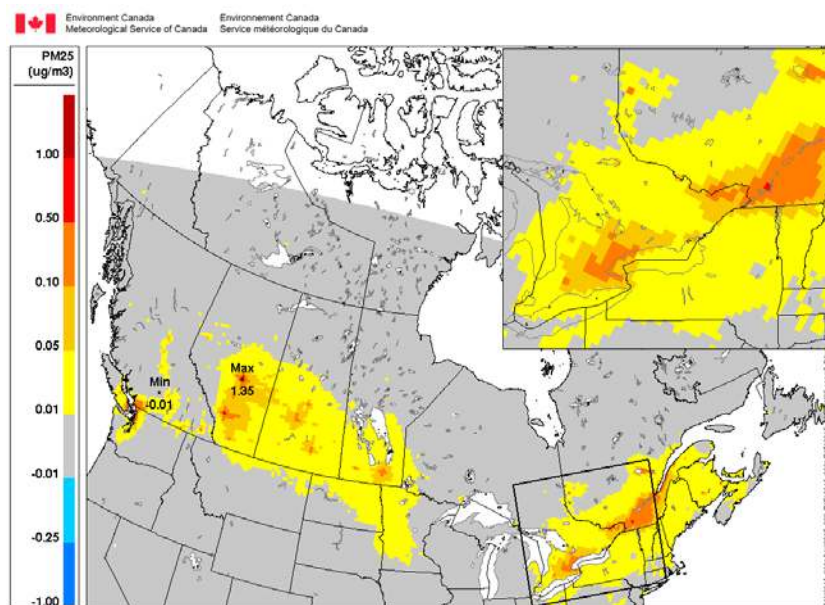 Environment Canada Environnement Canada
Meteorological Service of Canada Service météorologique du Canada
PM25
(ug/m3)
1.00
0.50
0.10
0.05
0.01
-0.01
-0.25
-1.00
Min
-0.01
Max
1.35